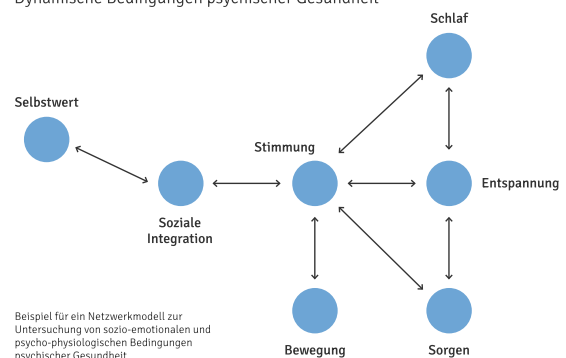 Dynamische Bedingungen psychischer Gesundheit
Schlaf
Selbstwert
Stimmung
Entspannung
Soziale
Integration
Bewegung
Sorgen
Beispiel für ein Netzwerkmodell zur
Untersuchung von sozio-emotionalen und
psycho-physiologischen Bedingungen
psychischer Gesundheit